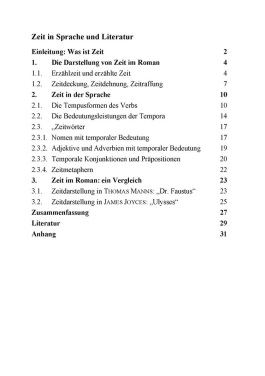 Zeit in Sprache und Literatur
Einleitung: Was ist Zeit 2
1. Die Darstellung von Zeit im Roman 4
1.1. Erzählzeit und erzählte Zeit 4
1.2. Zeitdeckung, Zeitdehnung, Zeitraffung 7
2. Zeit in der Sprache 10
2.1. Die Tempusformen des Verbs 10
2.2. Die Bedeutungsleistungen der Tempora 14
2.3. „Zeitwörter 17
2.3.1. Nomen mit temporaler Bedeutung 17
2.3.2. Adjektive und Adverbien mit temporaler Bedeutung 19
2.3.3. Temporale Konjunktionen und Präpositionen 20
2.3.4. Zeitmetaphern 22
3. Zeit im Roman: ein Vergleich 23
3.1. Zeitdarstellung in THOMAS MANNS: „Dr. Faustus“ 23
3.2. Zeitdarstellung in JAMES JOYCES: „Ulysses“ 25
Zusammenfassung 27
Literatur 29
Anhang 31